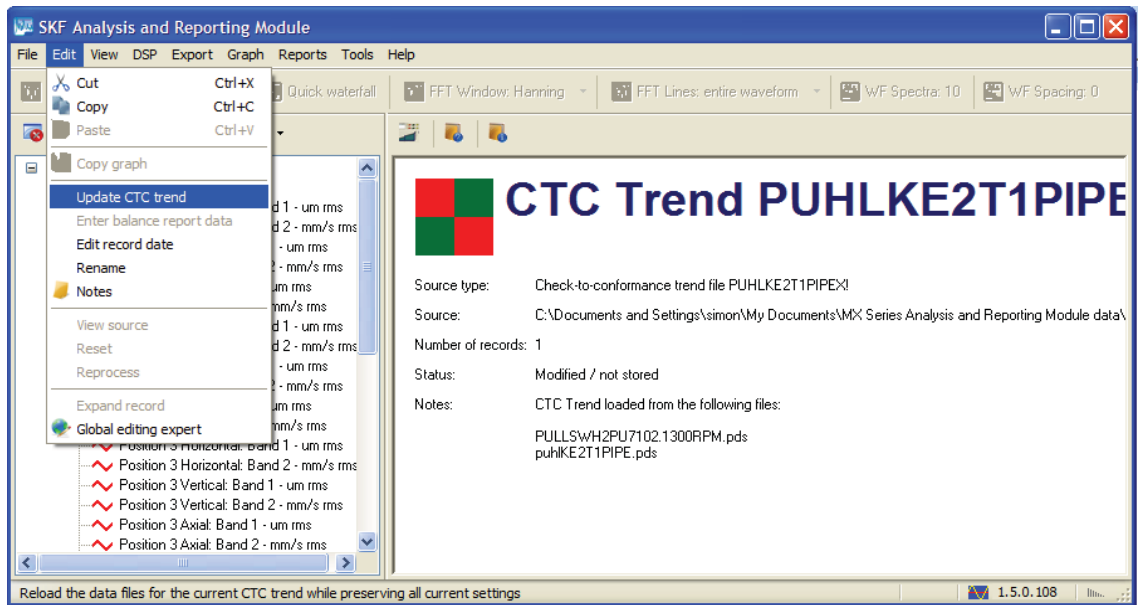 SKF Analysis and Reporting Module
File Edit View DSP Export Graph Reports Tools Help
Quick waterfall FFT Window: Hanning FFT Lines: entire waveform WF Spectra: 10 WF Spacing: 0
Cut Ctrl+X
Copy Ctrl+C
Paste Ctrl+V
Copy graph
Update CTC trend
Enter balance report data
Edit record date
Rename
Notes
View source
Reset
Reprocess
Expand record
Global editing expert
d 1 - um rms
d 2 - mm/s rms
- um rms
- mm/s rms
um rms
mm/s rms
d 1 - um rms
d 2 - mm/s rms
- um rms
- mm/s rms
um rms
mm/s rms
Position 3 Horizontal: Band 1 - um rms
Position 3 Horizontal: Band 2 - mm/s rms
Position 3 Vertical: Band 1 - um rms
Position 3 Vertical: Band 2 - mm/s rms
Position 3 Axial: Band 1 - um rms
Position 3 Axial: Band 2 - mm/s rms
CTC Trend PUHLKE2T1PIPE
Source type: Check-to-conformance trend file PUHLKE2T1PIPEX!
Source: C:\Documents and Settings\simon\My Documents\MX Series Analysis and Reporting Module data\
Number of records: 1
Status: Modified / not stored
Notes: CTC Trend loaded from the following files:
PULLSWH2PU7102.1300RPM.pds
puhlKE2T1PIPE.pds
Reload the data files for the current CTC trend while preserving all current settings 1.5.0.108